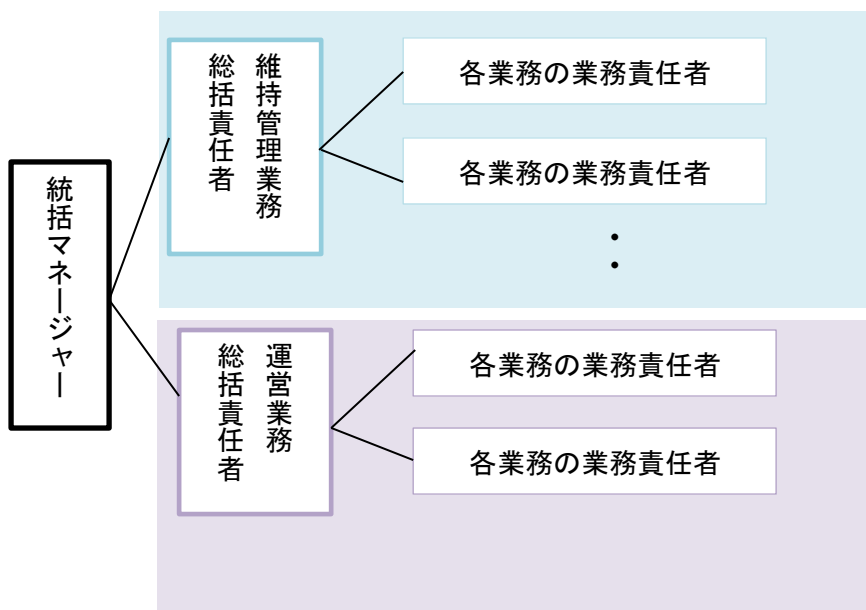 統括マネージャー
維持管理業務
総括責任者
各業務の業務責任者
各業務の業務責任者
・
・
運営業務
総括責任者
各業務の業務責任者
各業務の業務責任者